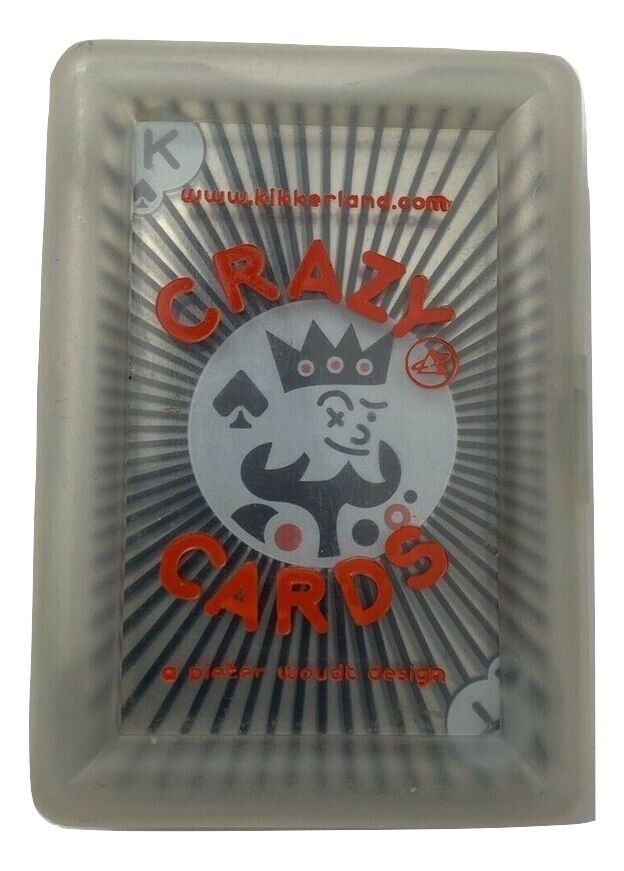 K
www.kikkerland.com
CRAZY
CARDS
a pieter woudt design